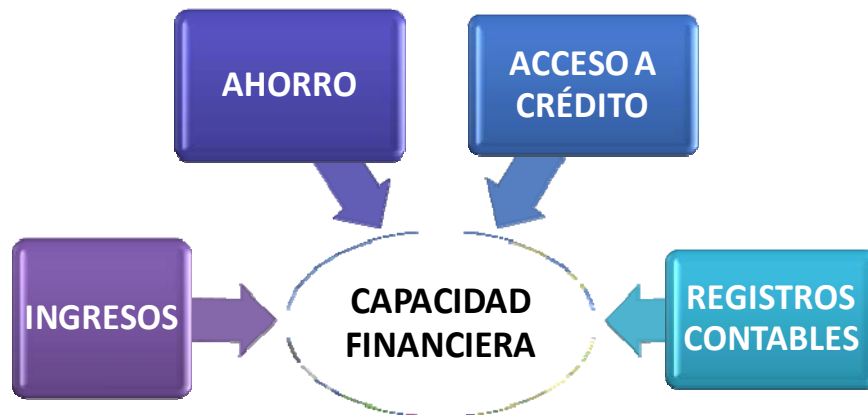 AHORRO
ACCESO A
CRÉDITO
INGRESOS
CAPACIDAD
FINANCIERA
REGISTROS
CONTABLES